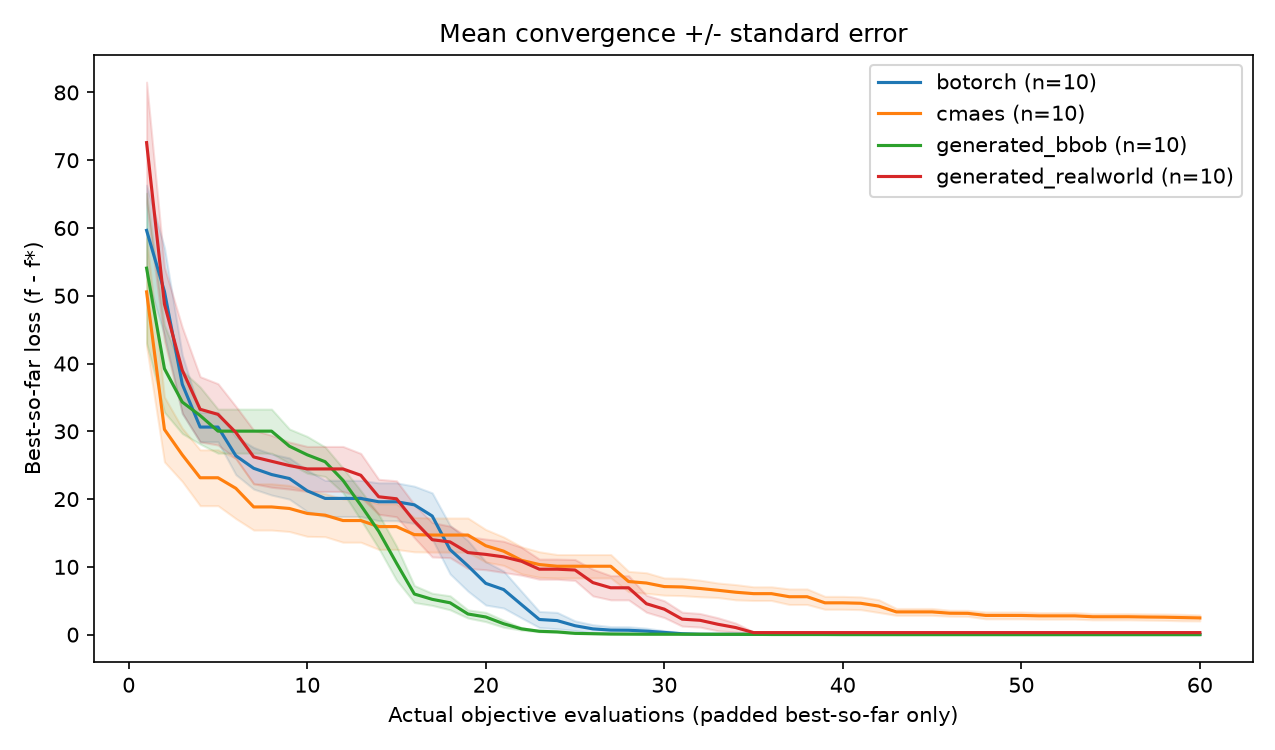 Mean convergence +/- standard error
botorch (n=10)
cmaes (n=10)
generated_bbob (n=10)
generated_realworld (n=10)
Best-so-far loss (f - f*)
80
70
60
50
40
30
20
10
0
0 10 20 30 40 50 60
Actual objective evaluations (padded best-so-far only)